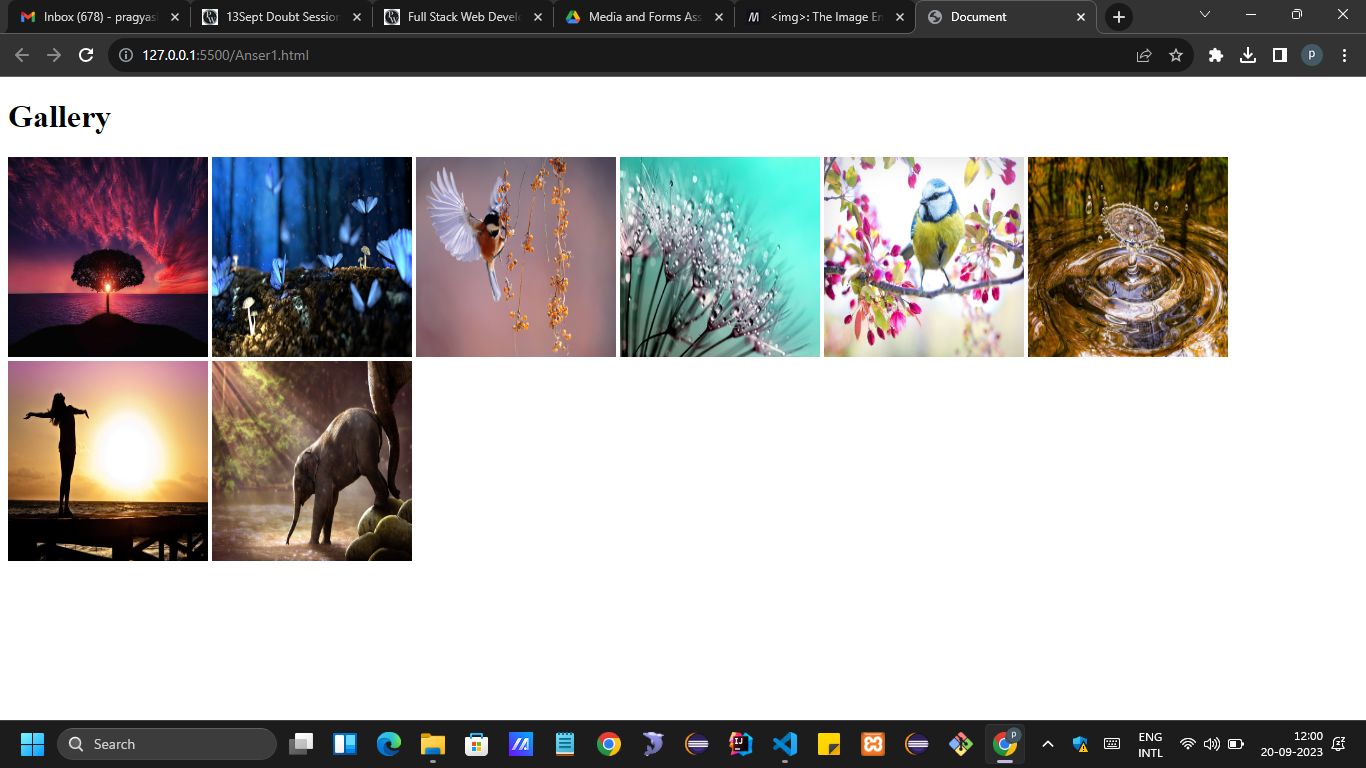 Inbox (678) - pragyas
13Sept Doubt Session
Full Stack Web Develo
Media and Forms Ass
<img>: The Image En
Document
127.0.0.1:5500/Anser1.html
p
Gallery
Search
p
ENG
INTL
12:00
20-09-2023